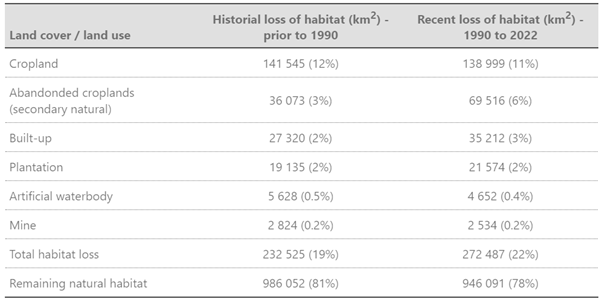 Land cover / land use | Historial loss of habitat (km²) - prior to 1990 | Recent loss of habitat (km²) - 1990 to 2022
Cropland | 141 545 (12%) | 138 999 (11%)
Abandonded croplands (secondary natural) | 36 073 (3%) | 69 516 (6%)
Built-up | 27 320 (2%) | 35 212 (3%)
Plantation | 19 135 (2%) | 21 574 (2%)
Artificial waterbody | 5 628 (0.5%) | 4 652 (0.4%)
Mine | 2 824 (0.2%) | 2 534 (0.2%)
Total habitat loss | 232 525 (19%) | 272 487 (22%)
Remaining natural habitat | 986 052 (81%) | 946 091 (78%)